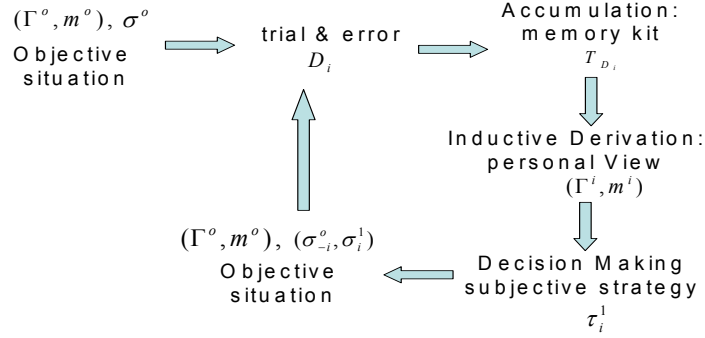 (Γ^o, m^o), σ^o
Objective
situation
trial & error
D_i
Accumulation:
memory kit
T_{D_i}
Inductive Derivation:
personal View
(Γ^i, m^i)
Decision Making
subjective strategy
τ_i^1
(Γ^o, m^o), (σ_{-i}^o, σ_i^1)
Objective
situation